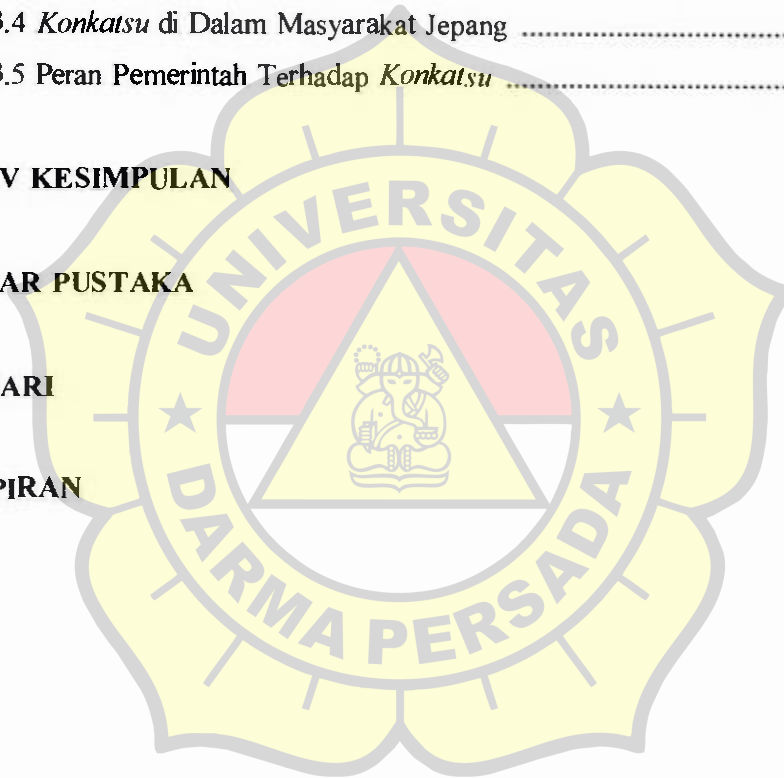 3.4 Konkatsu di Dalam Masyarakat Jepang ................................................
3.5 Peran Pemerintah Terhadap Konkatsu ................................................
V KESIMPULAN
AR PUSTAKA
ARI
PIRAN
UNIVERSITAS
DARMA PERSADA